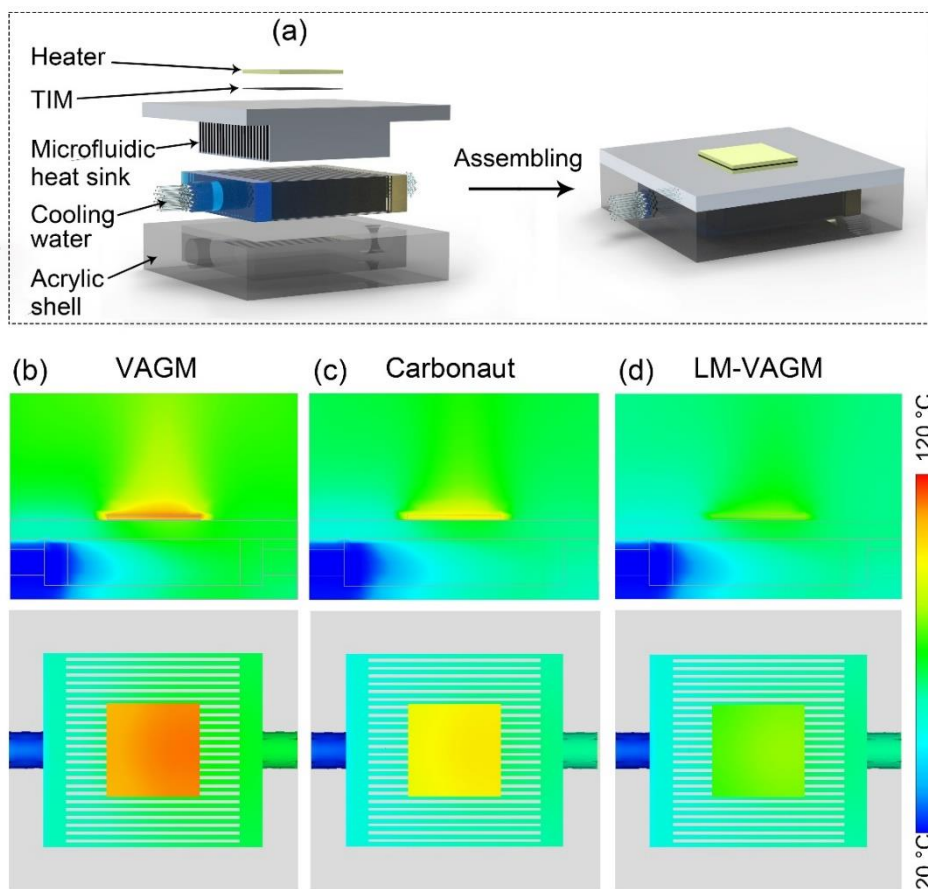 (a)
Heater
TIM
Microfluidic
heat sink
Cooling
water
Acrylic
shell
Assembling
(b) VAGM
(c) Carbonaut
(d) LM-VAGM
120 °C
20 °C